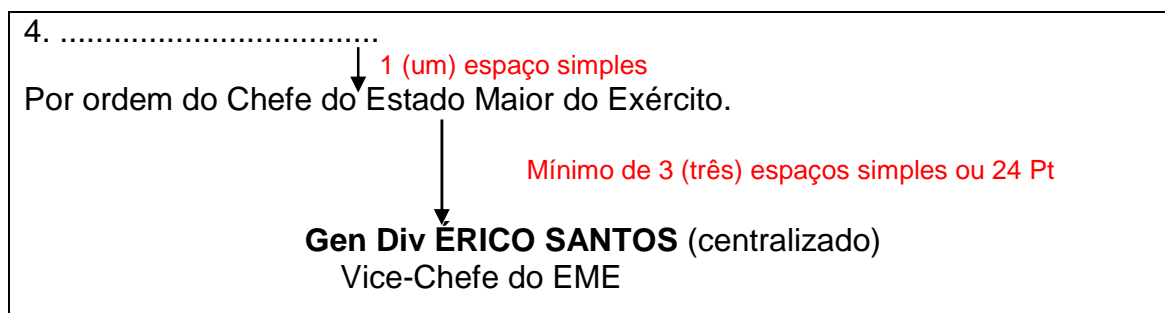 4. ....................................
1 (um) espaço simples
Por ordem do Chefe do Estado Maior do Exército.
Mínimo de 3 (três) espaços simples ou 24 Pt
Gen Div ÉRICO SANTOS (centralizado)
Vice-Chefe do EME